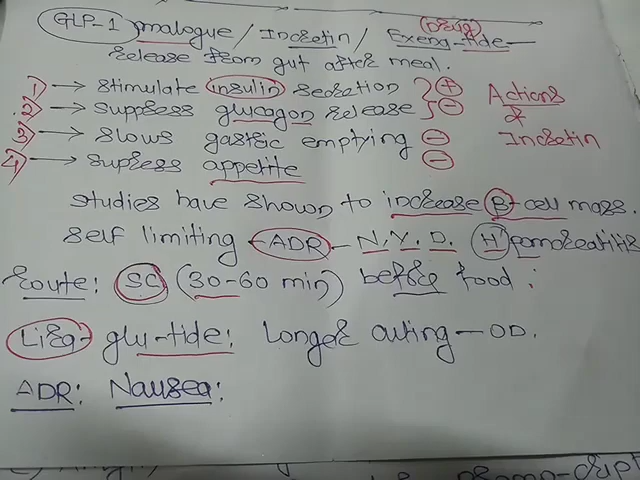 (Drug)
GLP-1 analogue / Incretin / Exena-tide-
release from gut after meal.
1) → stimulate insulin secretion } + Actions
2) → suppress glucagon release } - of
3) → slows gastric emptying - Incretin
4) → supress appetite -
studies have shown to increase B-cell mass.
self limiting - ADR - N.V.D. H pancreatitis
route: SC (30-60 min) before food :
Lira-glu-tide: Longer acting - OD.
ADR: Nausea: